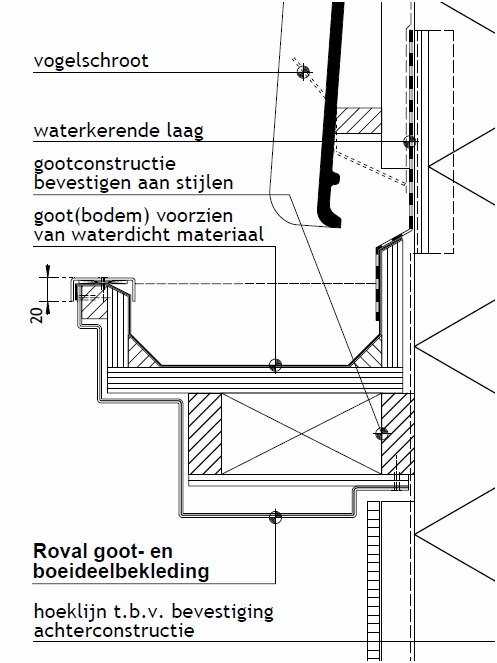 vogelschroot
waterkerende laag
gootconstructie
bevestigen aan stijlen
goot(bodem) voorzien
van waterdicht materiaal
20
Roval goot- en
boeideelbekleding
hoeklijn t.b.v. bevestiging
achterconstructie